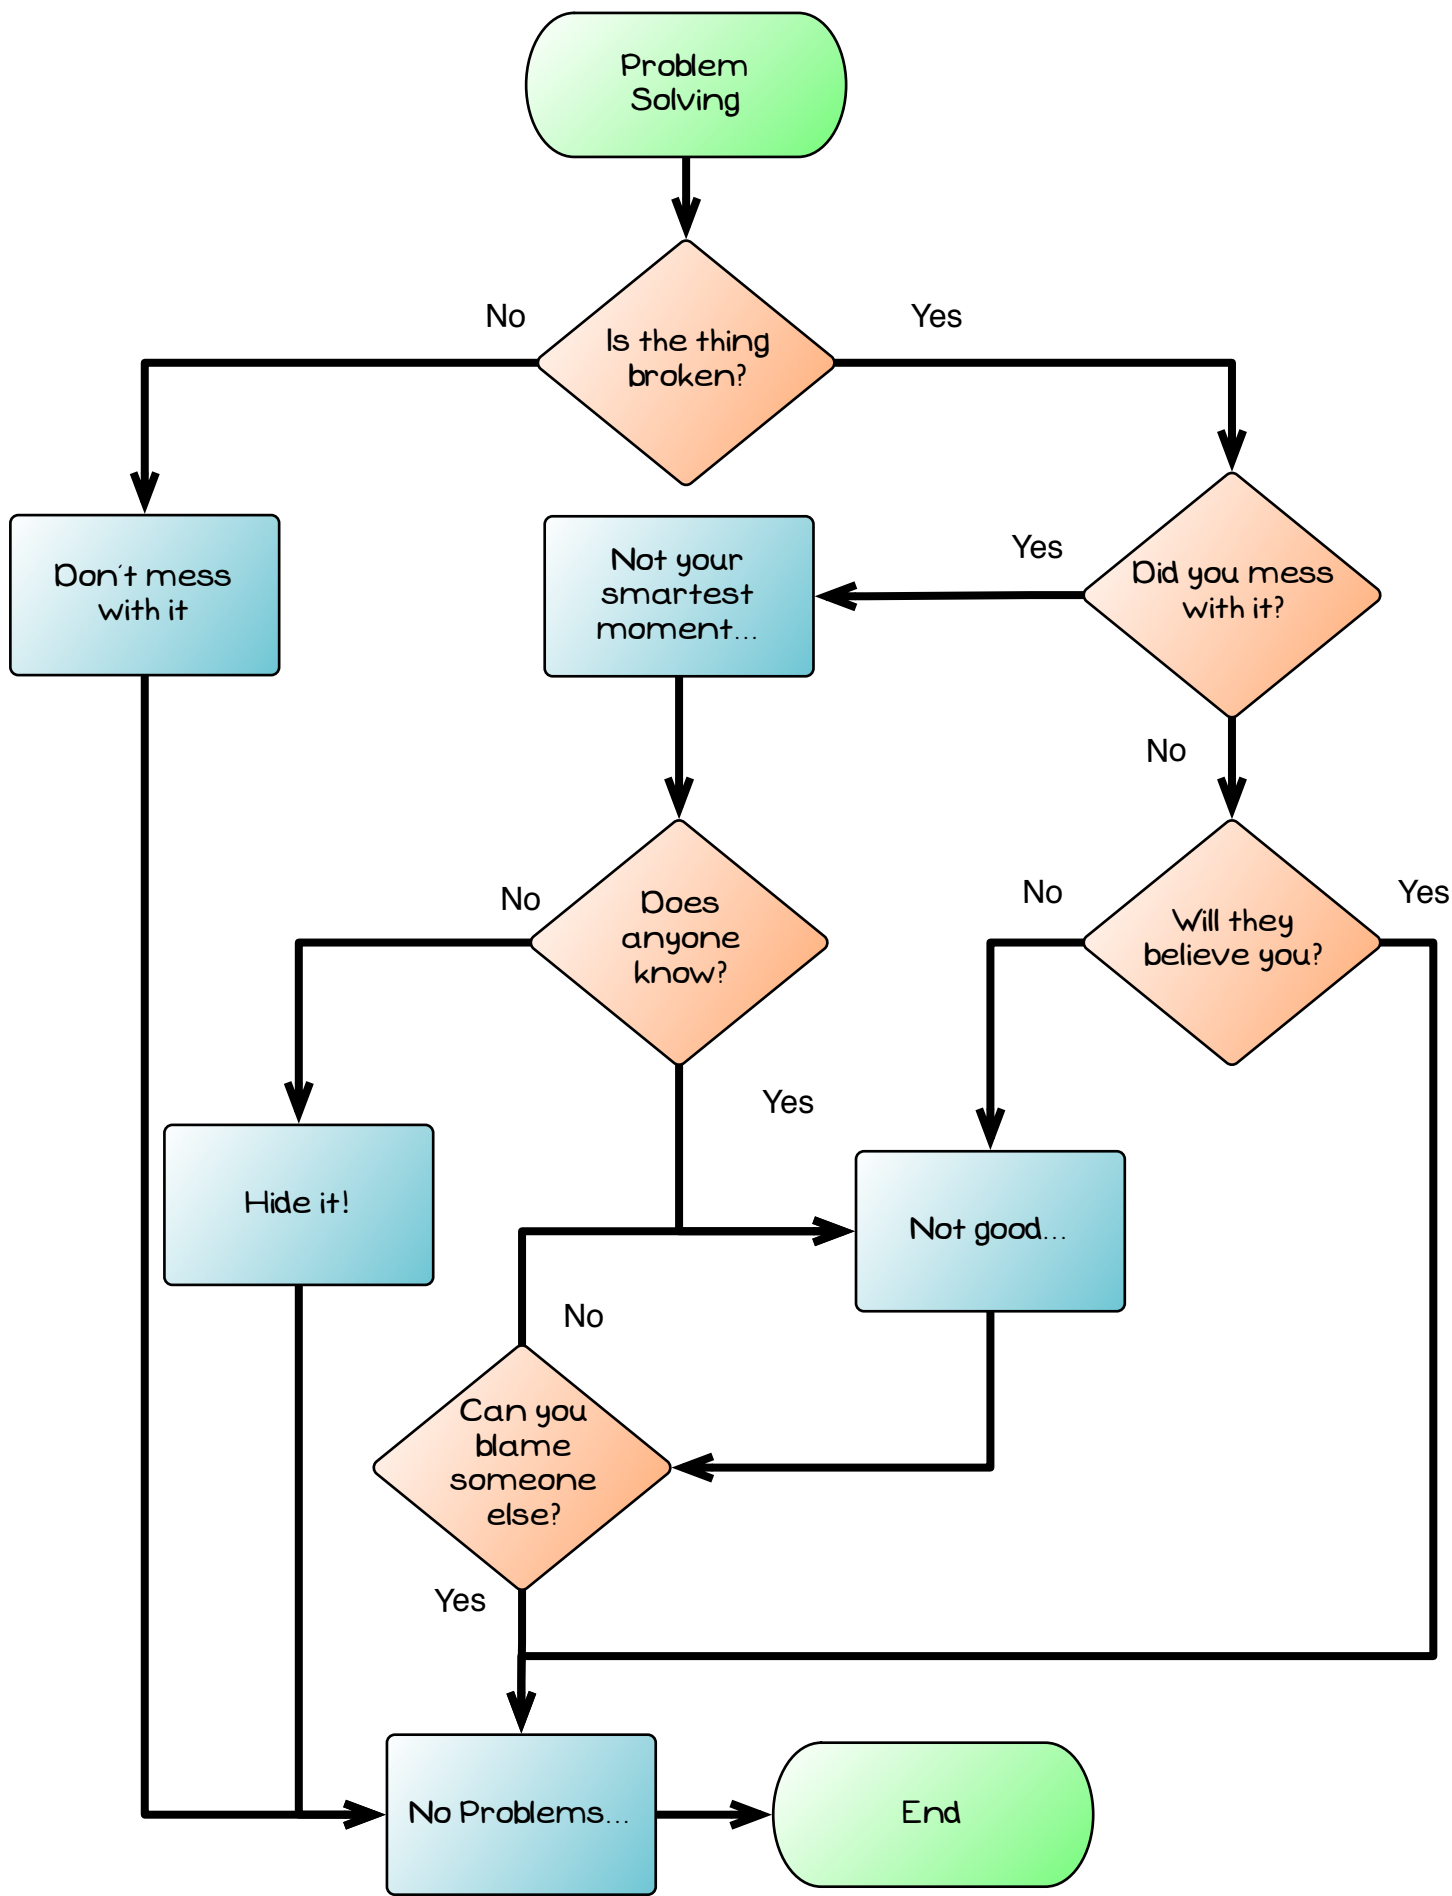 Problem
Solving
No
Yes
Is the thing
broken?
Don't mess
with it
Not your
smartest
moment...
Yes
Did you mess
with it?
No
No
Does
anyone
know?
No
Will they
believe you?
Yes
Yes
Hide it!
Not good...
No
Can you
blame
someone
else?
Yes
No Problems...
End